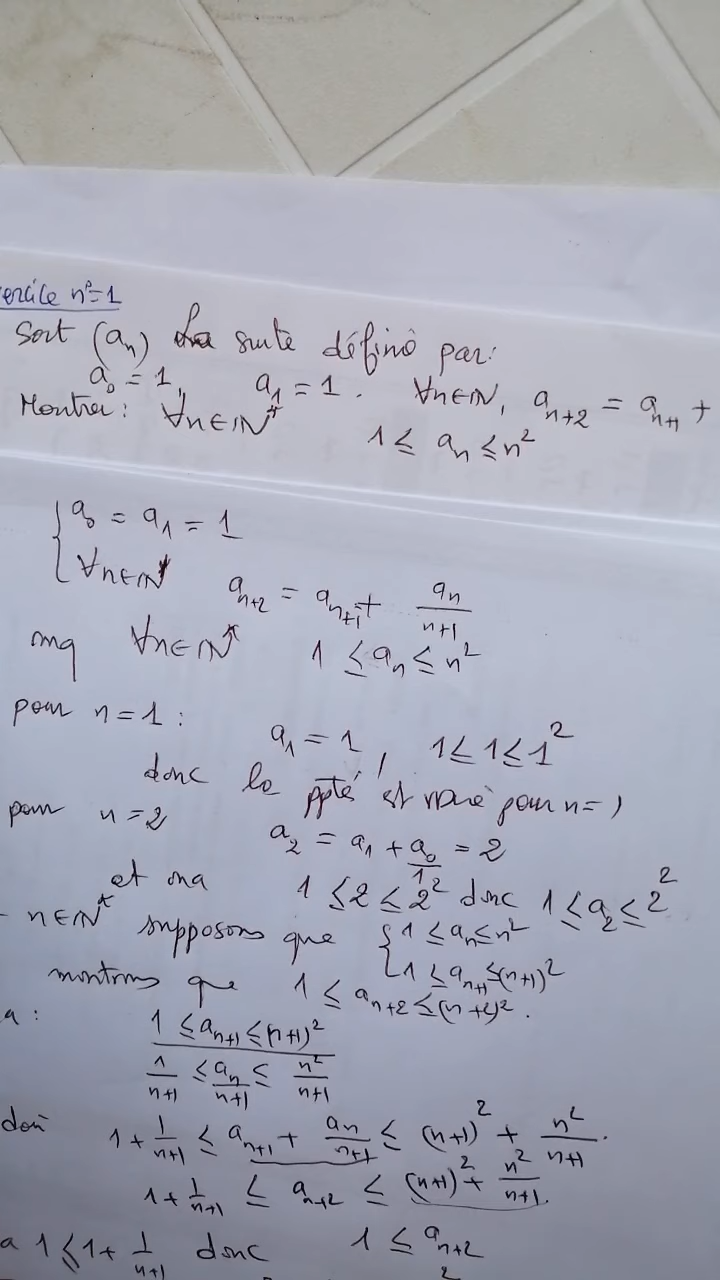 ercice n°=1
Soit (aₙ) la suite définie par:
a₀ = 1, a₁ = 1. ∀n∈ℕ, aₙ₊₂ = aₙ₊₁ +
Montrer: ∀n∈ℕ* 1 ≤ aₙ ≤ n²
{ a₀ = a₁ = 1
∀n∈ℕ aₙ₊₂ = aₙ₊₁ + aₙ/(n+1)
mq ∀n∈ℕ* 1 ≤ aₙ ≤ n²
pour n = 1 : a₁ = 1, 1 ≤ 1 ≤ 1²
donc la ppté est vraie pour n = 1
pour n = 2 a₂ = a₁ + a₀/1 = 2
et on a 1 ≤ 2 ≤ 2² donc 1 ≤ a₂ ≤ 2²
- n∈ℕ* supposons que { 1 ≤ aₙ ≤ n²
1 ≤ aₙ₊₁ ≤ (n+1)²
montrons que 1 ≤ aₙ₊₂ ≤ (n+2)².
a : 1 ≤ aₙ₊₁ ≤ (n+1)²
1/(n+1) ≤ aₙ/(n+1) ≤ n²/(n+1)
doù 1 + 1/(n+1) ≤ aₙ₊₁ + aₙ/(n+1) ≤ (n+1)² + n²/(n+1).
1 + 1/(n+1) ≤ aₙ₊₂ ≤ (n+1)² + n²/(n+1).
a 1 ≤ 1 + 1/(n+1) donc 1 ≤ aₙ₊₂